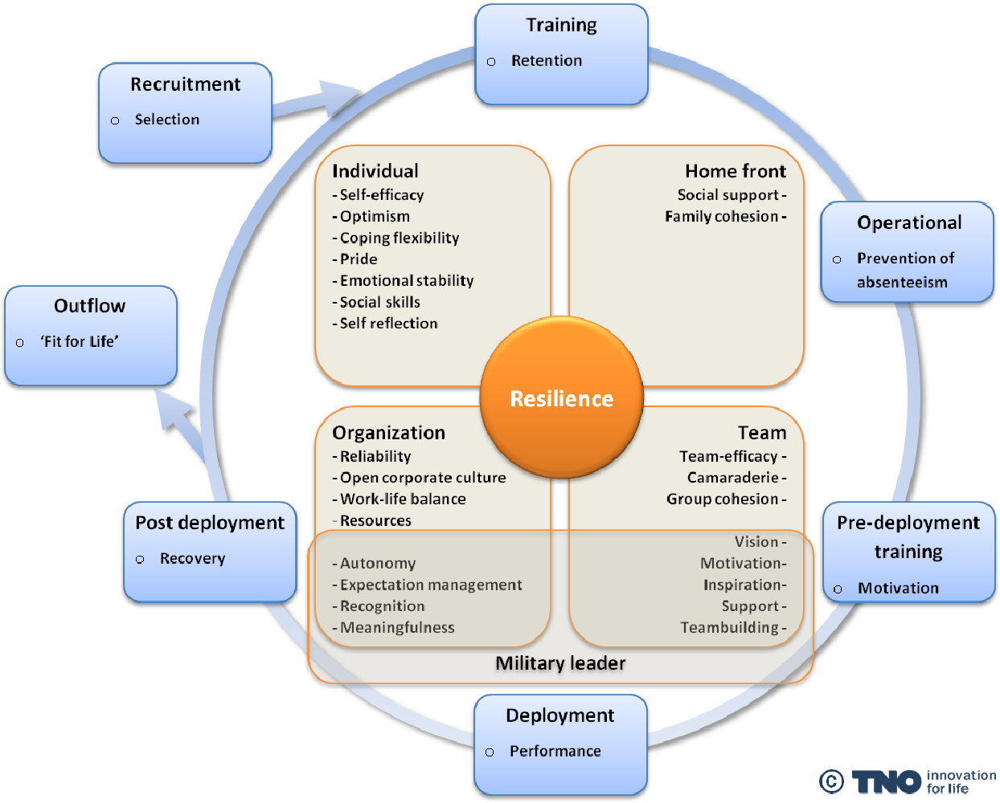 Training
○ Retention
Recruitment
○ Selection
Individual
- Self-efficacy
- Optimism
- Coping flexibility
- Pride
- Emotional stability
- Social skills
- Self reflection
Home front
Social support -
Family cohesion -
Operational
○ Prevention of
absenteeism
Outflow
○ ‘Fit for Life’
Resilience
Organization
- Reliability
- Open corporate culture
- Work-life balance
- Resources
- Autonomy
- Expectation management
- Recognition
- Meaningfulness
Team
Team-efficacy -
Camaraderie -
Group cohesion -
Vision -
Motivation-
Inspiration-
Support -
Teambuilding -
Military leader
Post deployment
○ Recovery
Pre-deployment
training
○ Motivation
Deployment
○ Performance
© TNO innovation
for life